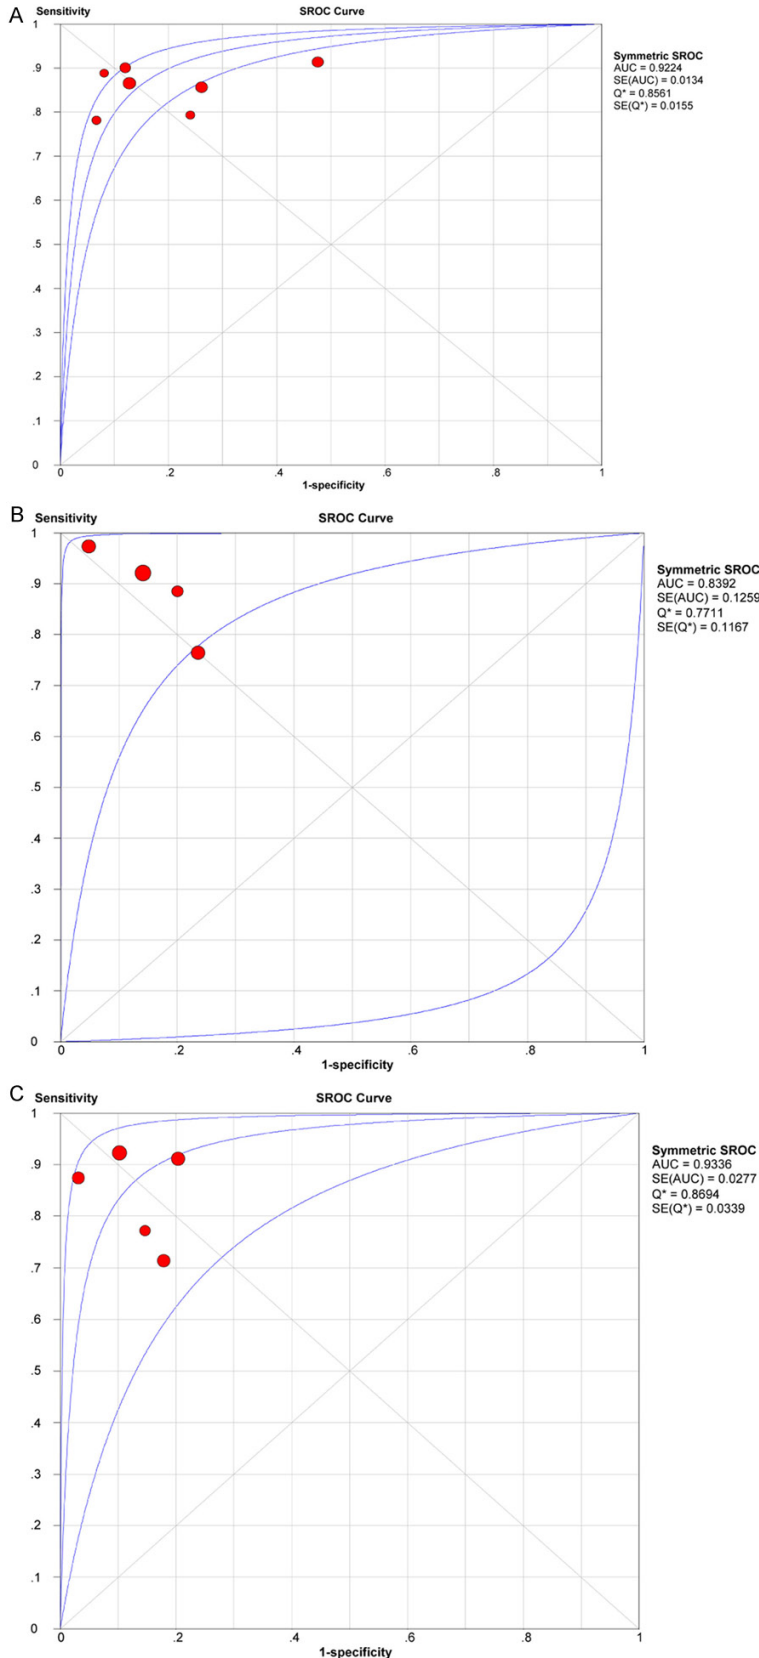 A
Sensitivity SROC Curve
1
.9
.8
.7
.6
.5
.4
.3
.2
.1
0
0 .2 .4 .6 .8 1
1-specificity
Symmetric SROC
AUC = 0.9224
SE(AUC) = 0.0134
Q* = 0.8561
SE(Q*) = 0.0155
B
Sensitivity SROC Curve
1
.9
.8
.7
.6
.5
.4
.3
.2
.1
0
0 .2 .4 .6 .8 1
1-specificity
Symmetric SROC
AUC = 0.8392
SE(AUC) = 0.1259
Q* = 0.7711
SE(Q*) = 0.1167
C
Sensitivity SROC Curve
1
.9
.8
.7
.6
.5
.4
.3
.2
.1
0
0 .2 .4 .6 .8 1
1-specificity
Symmetric SROC
AUC = 0.9336
SE(AUC) = 0.0277
Q* = 0.8694
SE(Q*) = 0.0339